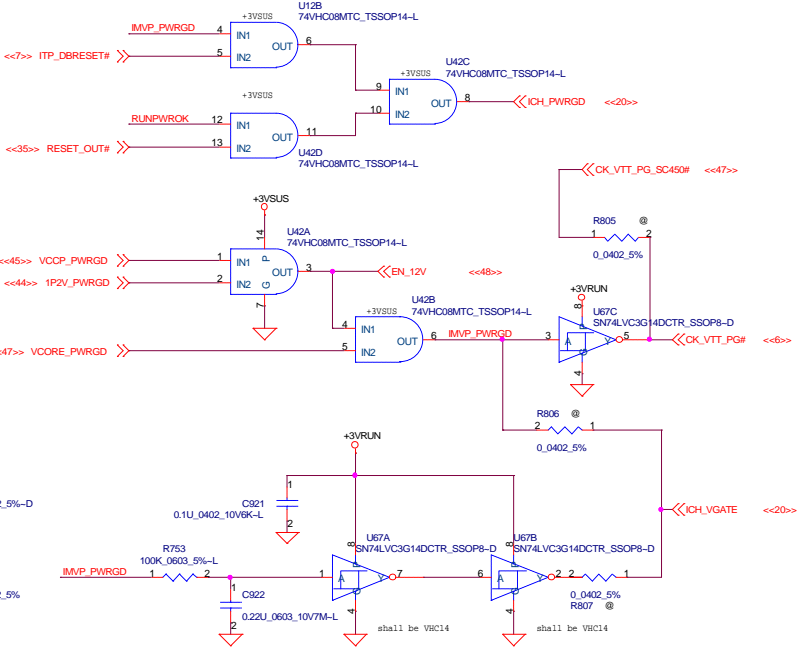 U12B
74VHC08MTC_TSSOP14~L
+3VSUS
IMVP_PWRGD
4
IN1
OUT
6
<<7>> ITP_DBRESET#
5
IN2
U42C
74VHC08MTC_TSSOP14~L
+3VSUS
9
IN1
OUT
8
ICH_PWRGD <<20>>
10
IN2
+3VSUS
RUNPWROK
12
IN1
OUT
11
<<35>> RESET_OUT#
13
IN2
U42D
74VHC08MTC_TSSOP14~L
CK_VTT_PG_SC450# <<47>>
R805 @
1
2
0_0402_5%
+3VSUS
14
U42A
74VHC08MTC_TSSOP14~L
<<45>> VCCP_PWRGD
1
IN1
P
OUT
3
EN_12V <<48>>
<<44>> 1P2V_PWRGD
2
IN2
G
7
U42B
74VHC08MTC_TSSOP14~L
+3VSUS
4
IN1
OUT
6
IMVP_PWRGD
47>> VCORE_PWRGD
5
IN2
+3VRUN
8
U67C
SN74LVC3G14DCTR_SSOP8~D
3
A
P
Y
G
5
CK_VTT_PG# <<6>>
4
R806 @
2
1
0_0402_5%
+3VRUN
_5%~D
1
C921
0.1U_0402_10V6K~L
2
ICH_VGATE <<20>>
8
U67A
SN74LVC3G14DCTR_SSOP8~D
8
U67B
SN74LVC3G14DCTR_SSOP8~D
R753
100K_0603_5%~L
IMVP_PWRGD
1
2
1
A
P
Y
G
7
6
A
P
Y
G
2
2
1
_5%
1
C922
0.22U_0603_10V7M~L
2
4
shall be VHC14
4
shall be VHC14
0_0402_5%
R807 @